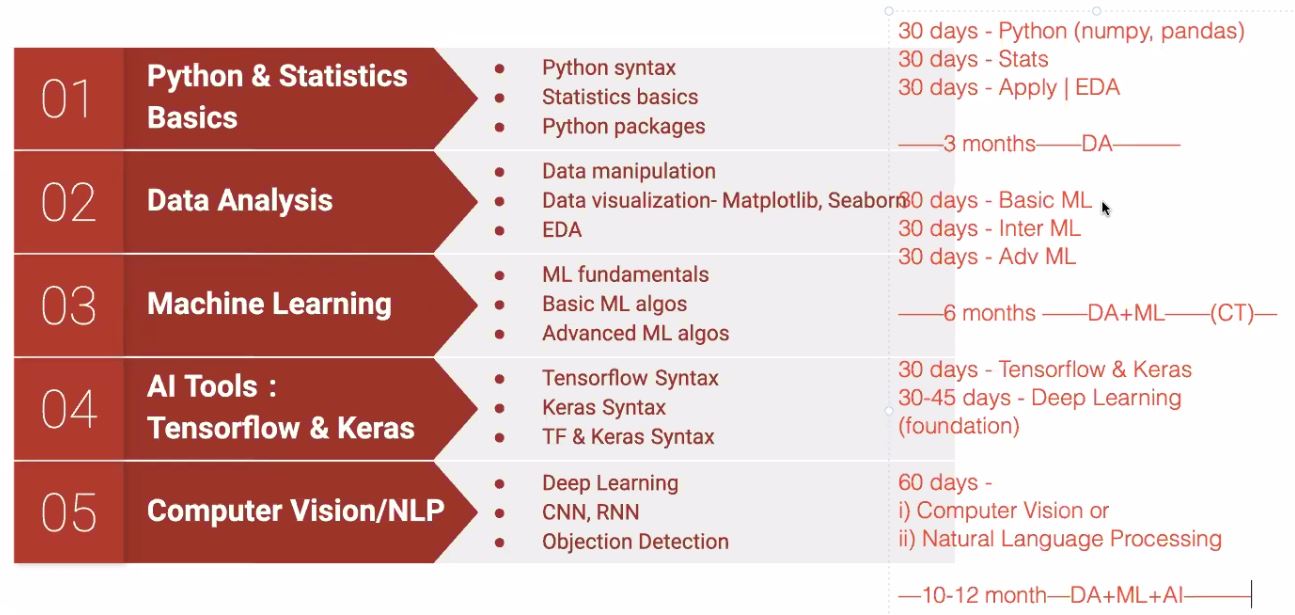 01
Python & Statistics
Basics
● Python syntax
● Statistics basics
● Python packages
02
Data Analysis
● Data manipulation
● Data visualization- Matplotlib, Seaborn
● EDA
03
Machine Learning
● ML fundamentals
● Basic ML algos
● Advanced ML algos
04
AI Tools :
Tensorflow & Keras
● Tensorflow Syntax
● Keras Syntax
● TF & Keras Syntax
05
Computer Vision/NLP
● Deep Learning
● CNN, RNN
● Objection Detection
30 days - Python (numpy, pandas)
30 days - Stats
30 days - Apply | EDA
——3 months——DA———
30 days - Basic ML
30 days - Inter ML
30 days - Adv ML
——6 months ——DA+ML——(CT)—
30 days - Tensorflow & Keras
30-45 days - Deep Learning
(foundation)
60 days -
i) Computer Vision or
ii) Natural Language Processing
—10-12 month—DA+ML+AI———